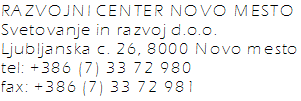 RAZVOJNI CENTER NOVO MESTO
Svetovanje in razvoj d.o.o.
Ljubljanska c. 26, 8000 Novo mesto
tel: +386 (7) 33 72 980
fax: +386 (7) 33 72 981